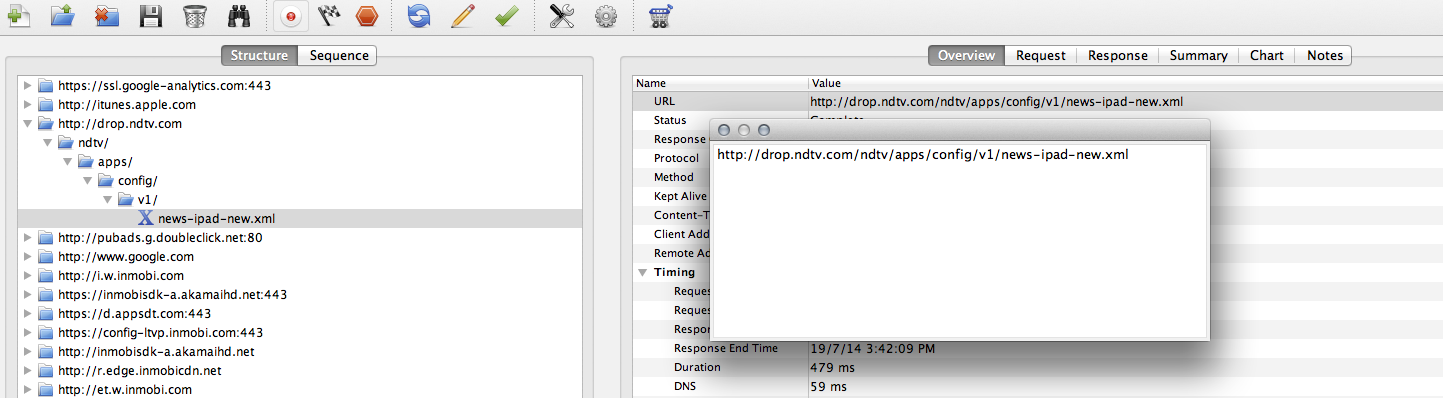 Structure Sequence
https://ssl.google-analytics.com:443
http://itunes.apple.com
http://drop.ndtv.com
ndtv/
apps/
config/
v1/
news-ipad-new.xml
http://pubads.g.doubleclick.net:80
http://www.google.com
http://i.w.inmobi.com
https://inmobisdk-a.akamaihd.net:443
https://d.appsdt.com:443
https://config-ltvp.inmobi.com:443
http://inmobisdk-a.akamaihd.net
http://r.edge.inmobicdn.net
http://et.w.inmobi.com
Overview Request Response Summary Chart Notes
Name Value
URL http://drop.ndtv.com/ndtv/apps/config/v1/news-ipad-new.xml
Status Complete
Response
Protocol
Method
Kept Alive
Content-T
Client Add
Remote Ad
Timing
Reques
Reques
Respon
Response End Time 19/7/14 3:42:09 PM
Duration 479 ms
DNS 59 ms
http://drop.ndtv.com/ndtv/apps/config/v1/news-ipad-new.xml